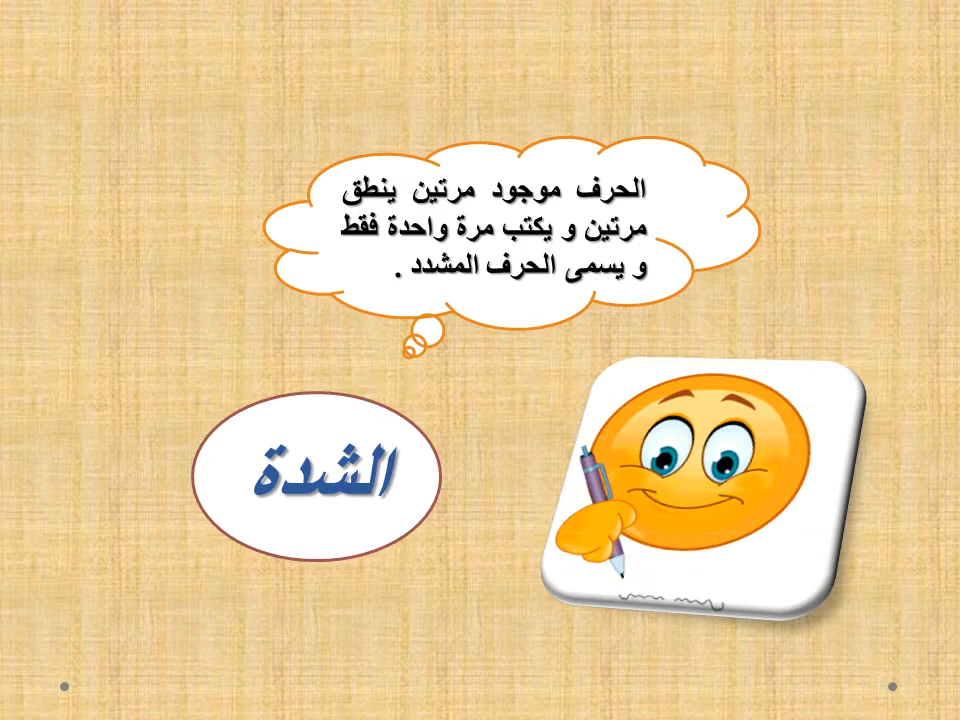 الحرف موجود مرتين ينطق
مرتين و يكتب مرة واحدة فقط
و يسمى الحرف المشدد .
الشدة